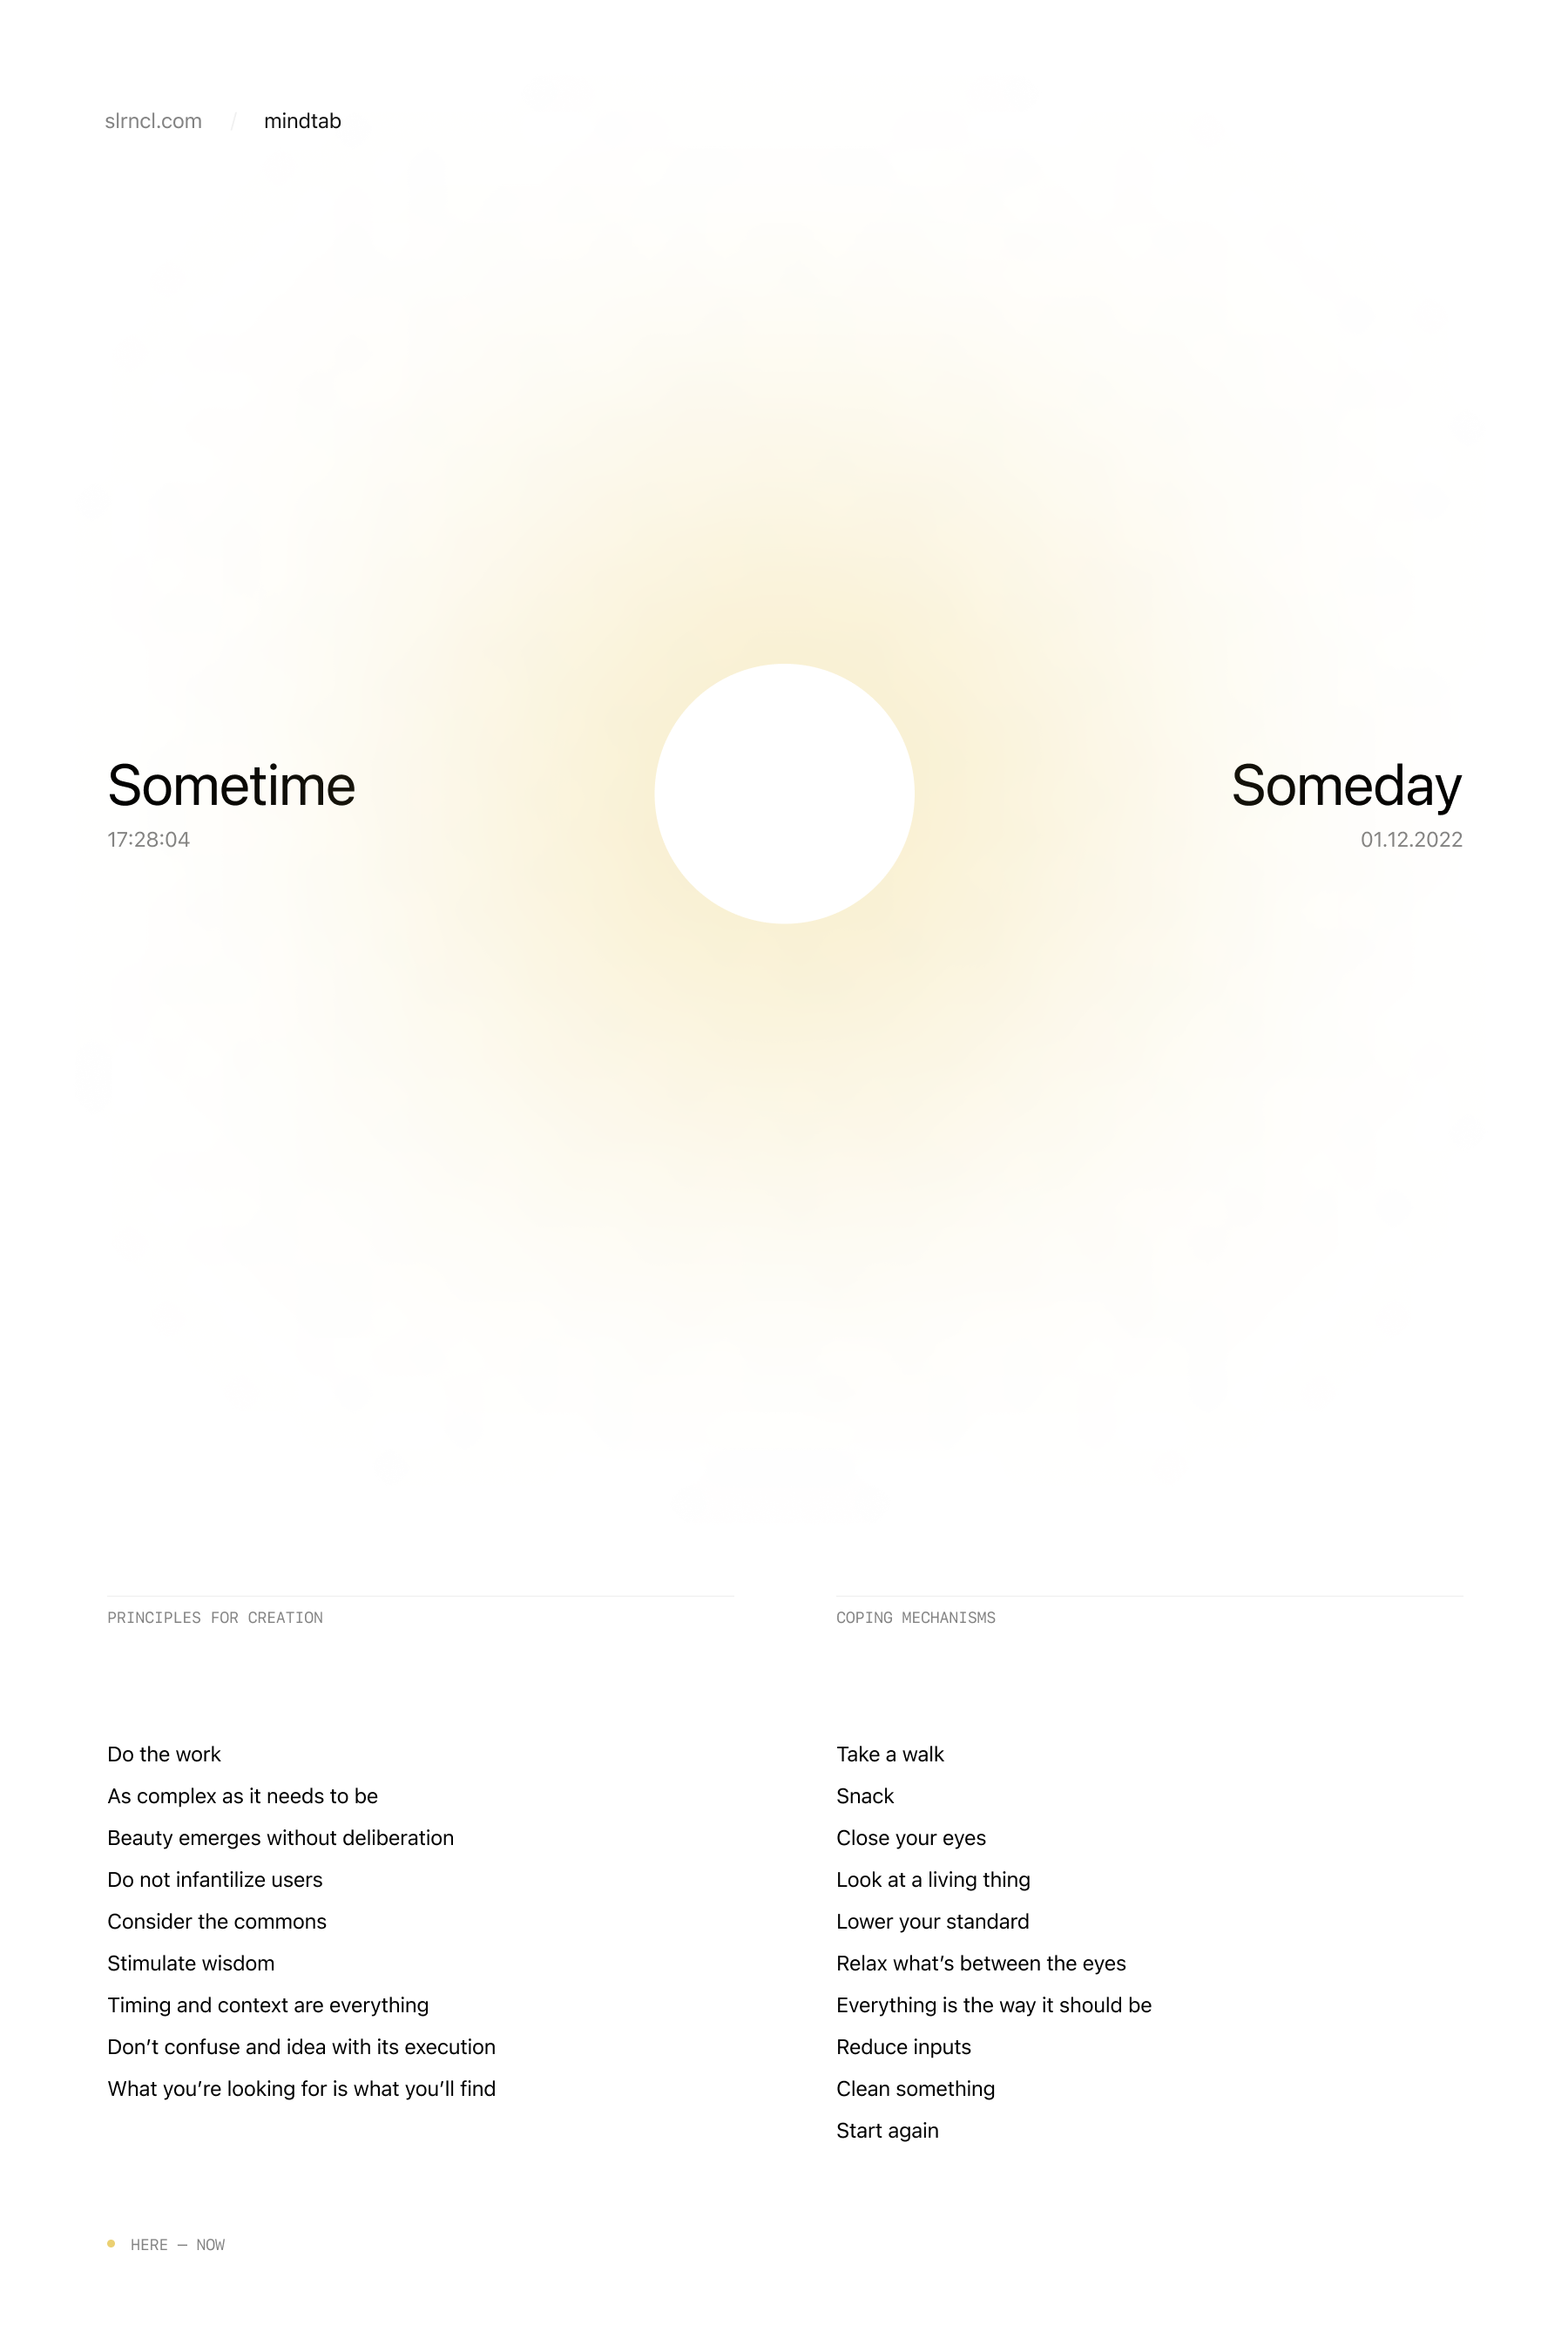 slrncl.com / mindtab
Sometime
17:28:04
Someday
01.12.2022
PRINCIPLES FOR CREATION
Do the work
As complex as it needs to be
Beauty emerges without deliberation
Do not infantilize users
Consider the commons
Stimulate wisdom
Timing and context are everything
Don’t confuse and idea with its execution
What you’re looking for is what you’ll find
COPING MECHANISMS
Take a walk
Snack
Close your eyes
Look at a living thing
Lower your standard
Relax what’s between the eyes
Everything is the way it should be
Reduce inputs
Clean something
Start again
HERE — NOW